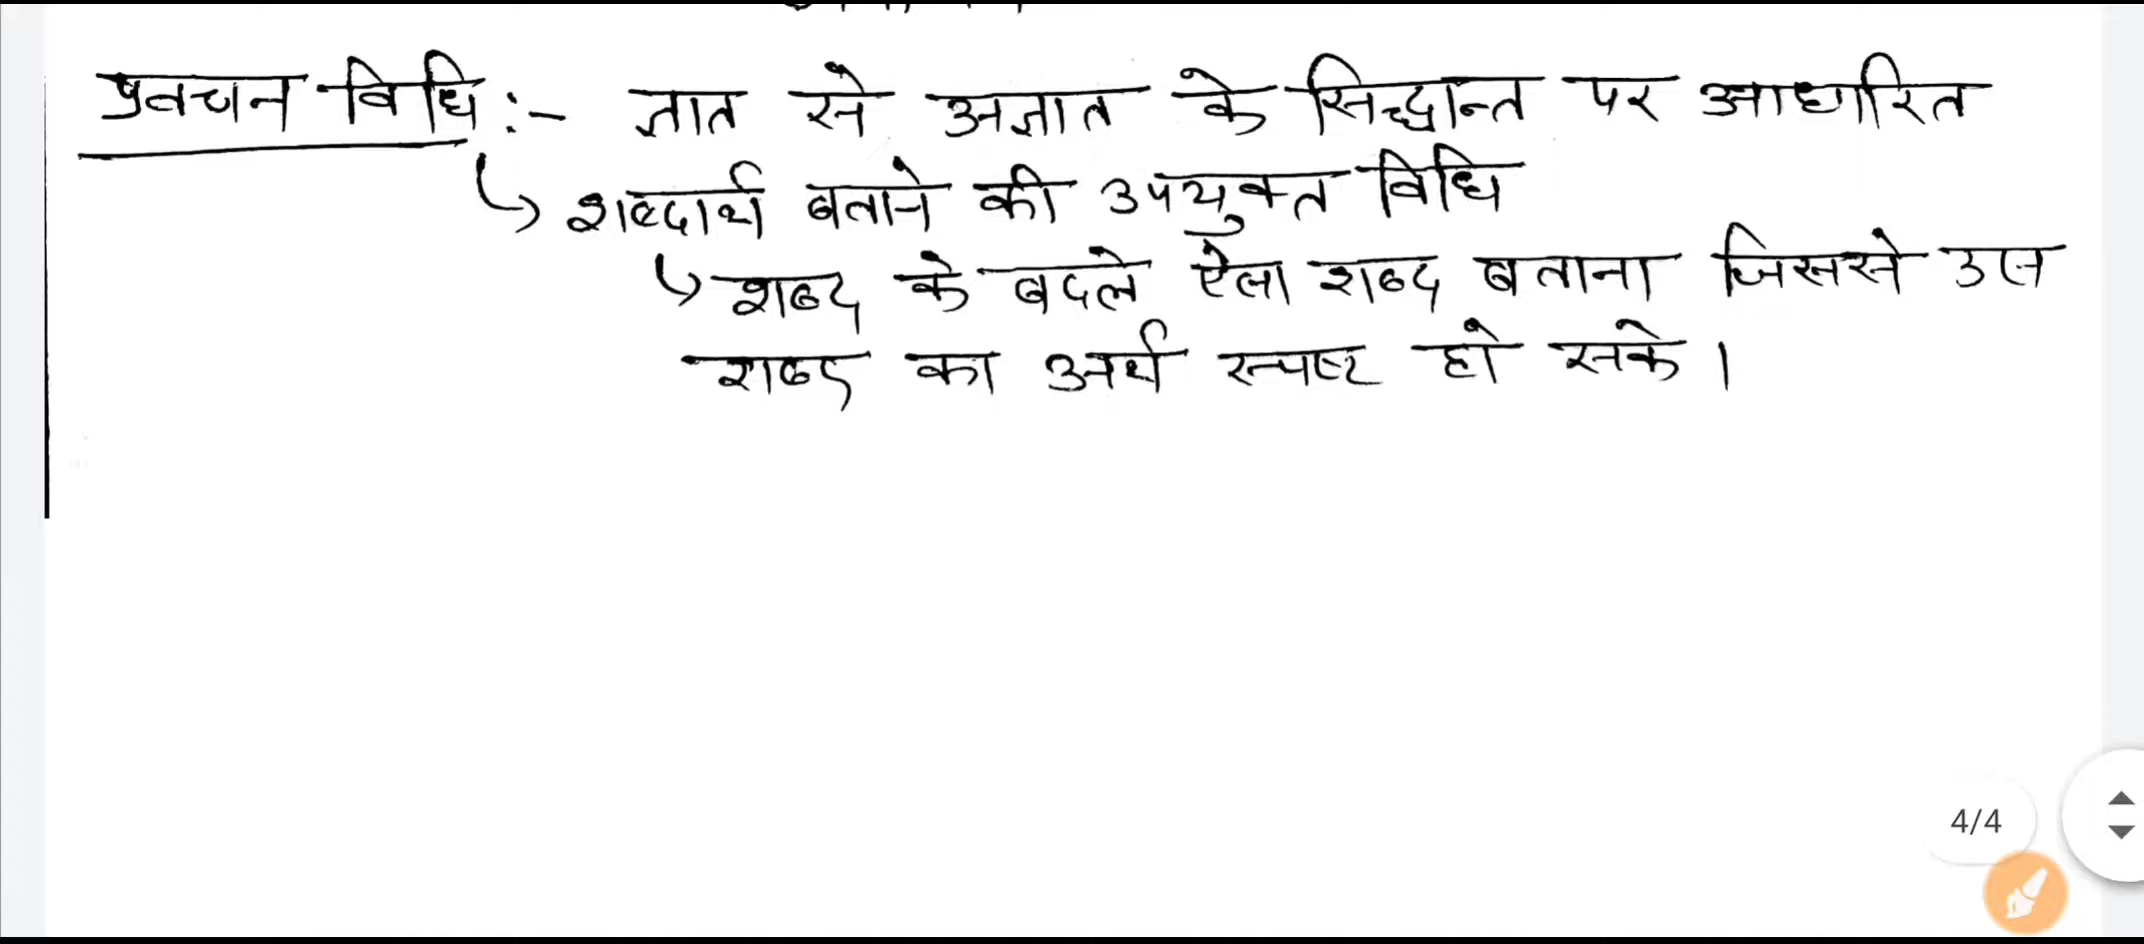 प्रवचन विधि :- ज्ञात से अज्ञात के सिद्धान्त पर आधारित
↳ शब्दार्थ बताने की उपयुक्त विधि
↳ शब्द के बदले ऐसा शब्द बताना जिससे उस
शब्द का अर्थ स्पष्ट हो सके।
4/4